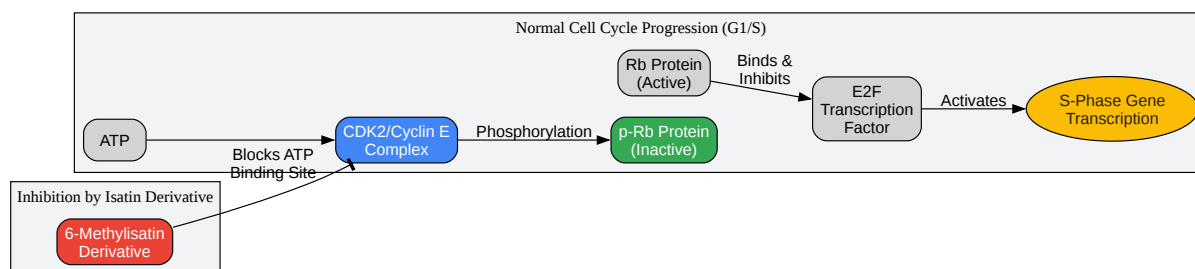 Normal Cell Cycle Progression (G1/S)
Rb Protein
(Active)
Binds &
Inhibits
E2F
Transcription
Factor
Activates
S-Phase Gene
Transcription
ATP
CDK2/Cyclin E
Complex
Phosphorylation
p-Rb Protein
(Inactive)
Blocks ATP
Binding Site
Inhibition by Isatin Derivative
6-Methylisatin
Derivative